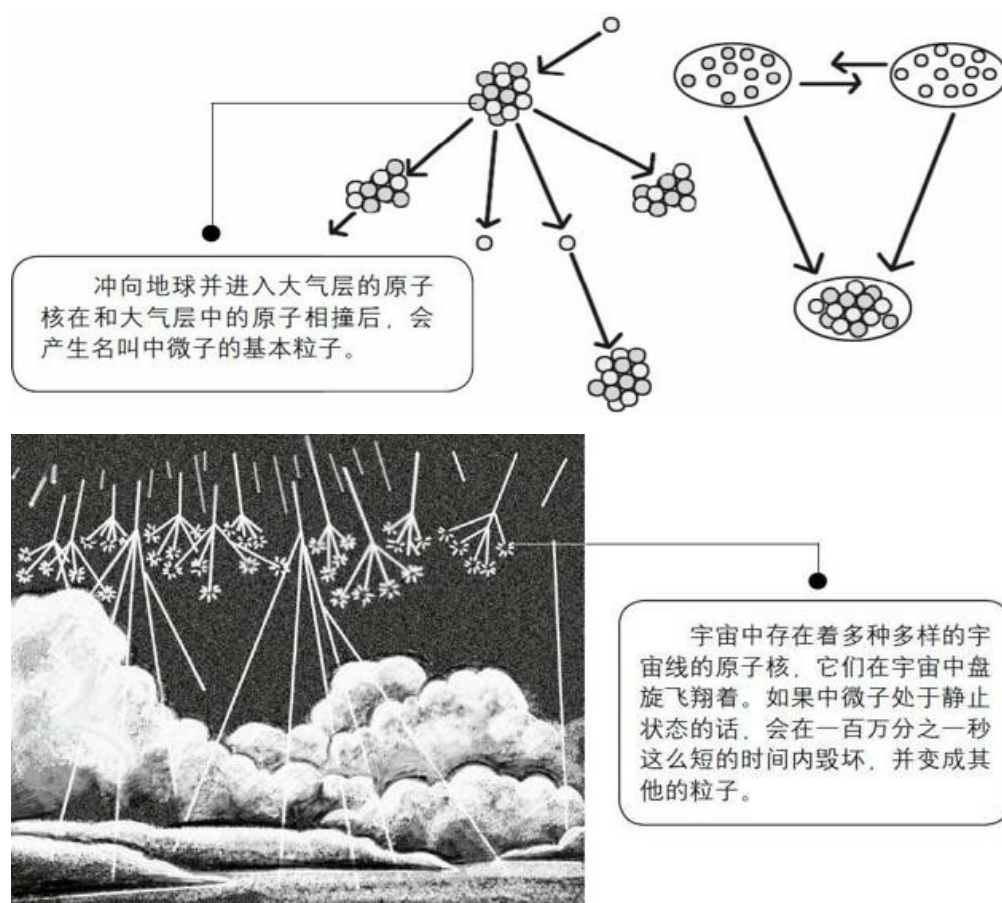 冲向地球并进入大气层的原子
核在和大气层中的原子相撞后，会
产生名叫中微子的基本粒子。
宇宙中存在着多种多样的宇
宙线的原子核，它们在宇宙中盘
旋飞翔着。如果中微子处于静止
状态的话，会在一百万分之一秒
这么短的时间内毁坏，并变成其
他的粒子。